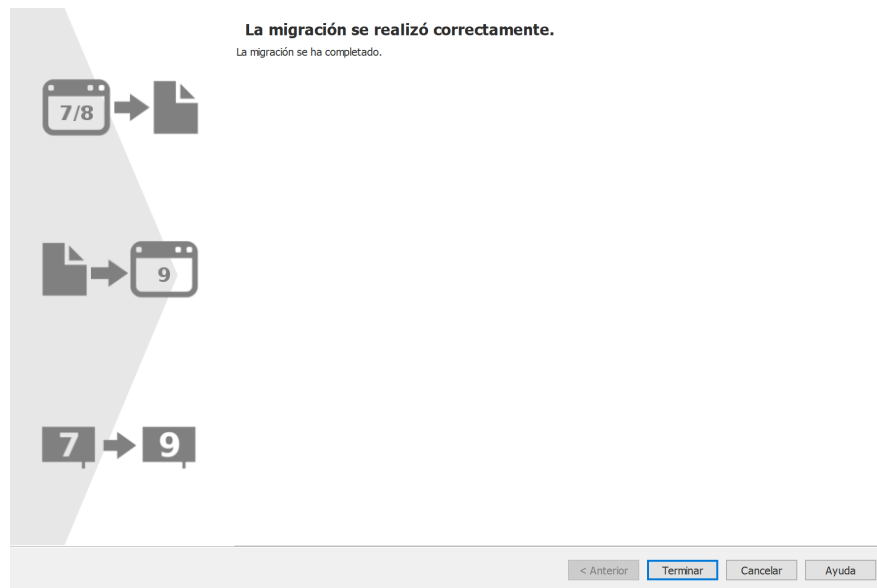 La migración se realizó correctamente.
La migración se ha completado.
7/8
9
7 9
< Anterior Terminar Cancelar Ayuda